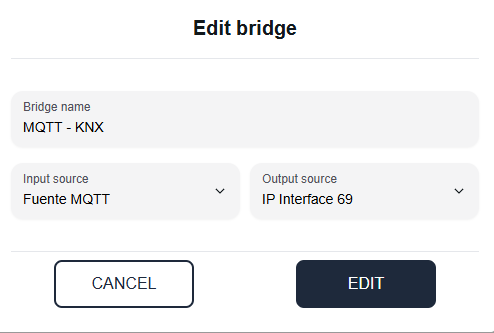 Edit bridge
Bridge name
MQTT - KNX
Input source
Fuente MQTT
Output source
IP Interface 69
CANCEL
EDIT